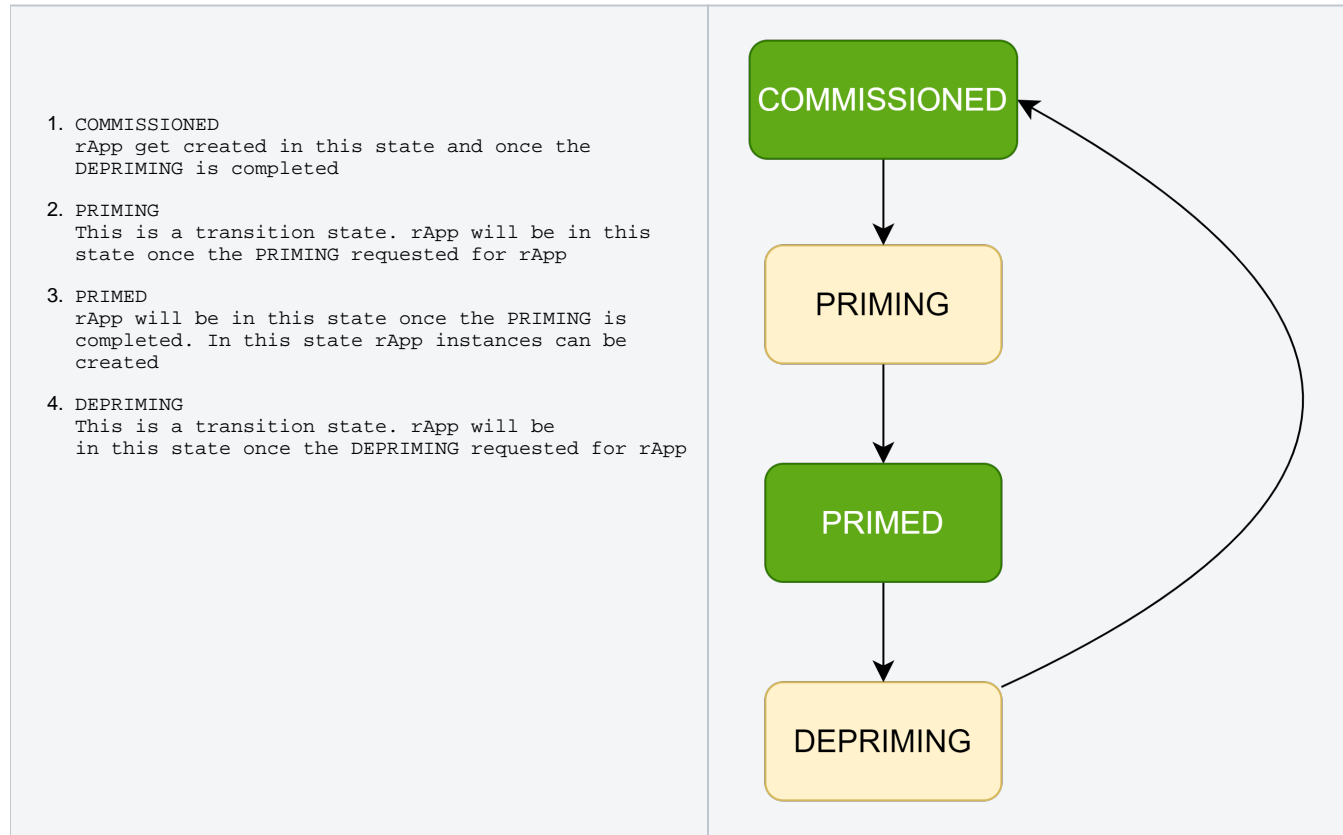 1. COMMISSIONED
rApp get created in this state and once the
DEPRIMING is completed
2. PRIMING
This is a transition state. rApp will be in this
state once the PRIMING requested for rApp
3. PRIMED
rApp will be in this state once the PRIMING is
completed. In this state rApp instances can be
created
4. DEPRIMING
This is a transition state. rApp will be
in this state once the DEPRIMING requested for rApp
COMMISSIONED
PRIMING
PRIMED
DEPRIMING